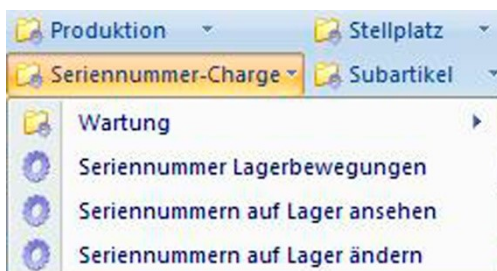 Produktion Stellplatz
Seriennummer-Charge Subartikel
Wartung
Seriennummer Lagerbewegungen
Seriennummern auf Lager ansehen
Seriennummern auf Lager ändern